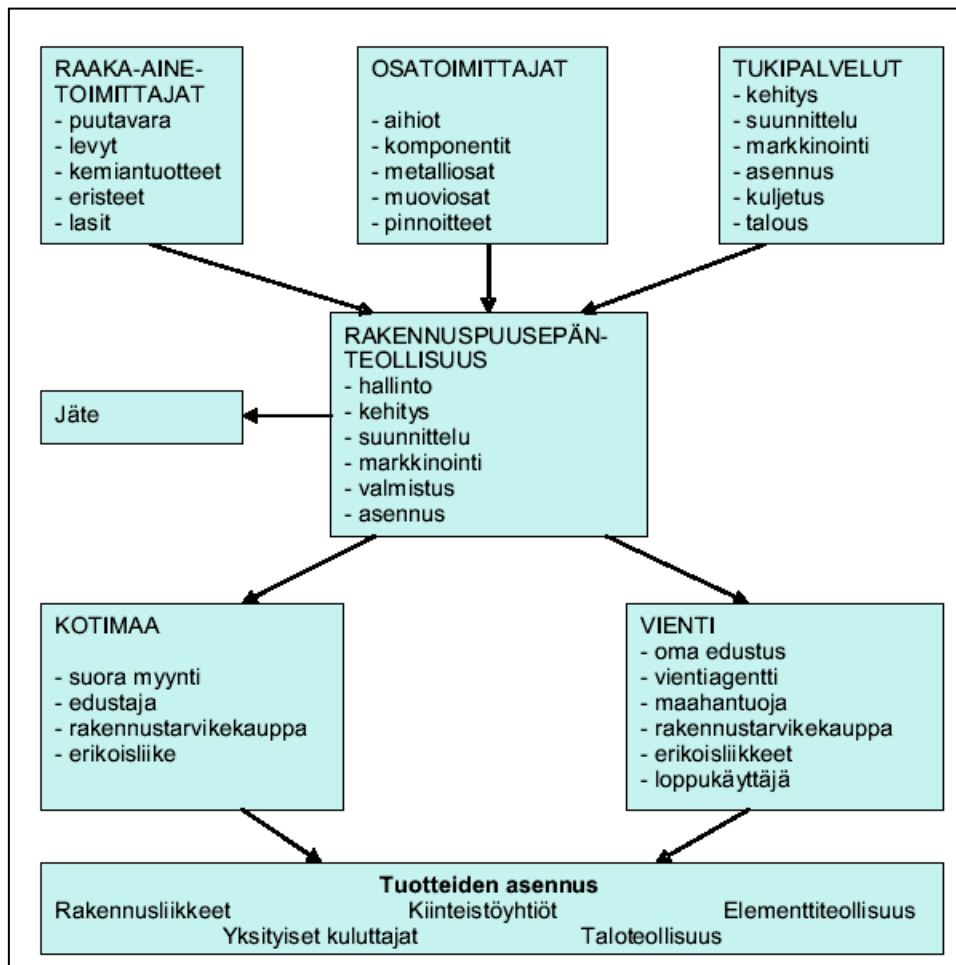 RAAKA-AINE-
TOIMITTAJAT
- puutavara
- levyt
- kemiantuotteet
- eristeet
- lasit
OSATOIMITTAJAT
- aihiot
- komponentit
- metalliosat
- muoviosat
- pinnoitteet
TUKIPALVELUT
- kehitys
- suunnittelu
- markkinointi
- asennus
- kuljetus
- talous
RAKENNUSPUUSEPÄN-
TEOLLISUUS
- hallinto
- kehitys
- suunnittelu
- markkinointi
- valmistus
- asennus
Jäte
KOTIMAA
- suora myynti
- edustaja
- rakennustarvikekauppa
- erikoisliike
VIENTI
- oma edustus
- vientiagentti
- maahantuoja
- rakennustarvikekauppa
- erikoisliikkeet
- loppukäyttäjä
Tuotteiden asennus
Rakennusliikkeet Kiinteistöyhtiöt Elementtiteollisuus
Yksityiset kuluttajat Taloteollisuus